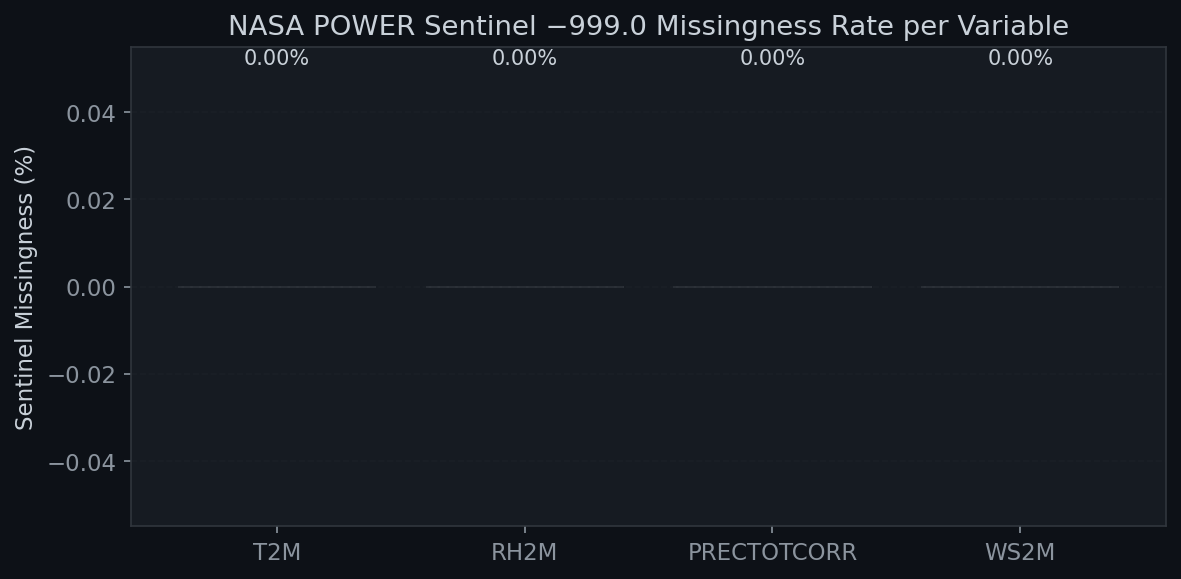 NASA POWER Sentinel −999.0 Missingness Rate per Variable
0.00% 0.00% 0.00% 0.00%
Sentinel Missingness (%)
0.04
0.02
0.00
−0.02
−0.04
T2M RH2M PRECTOTCORR WS2M